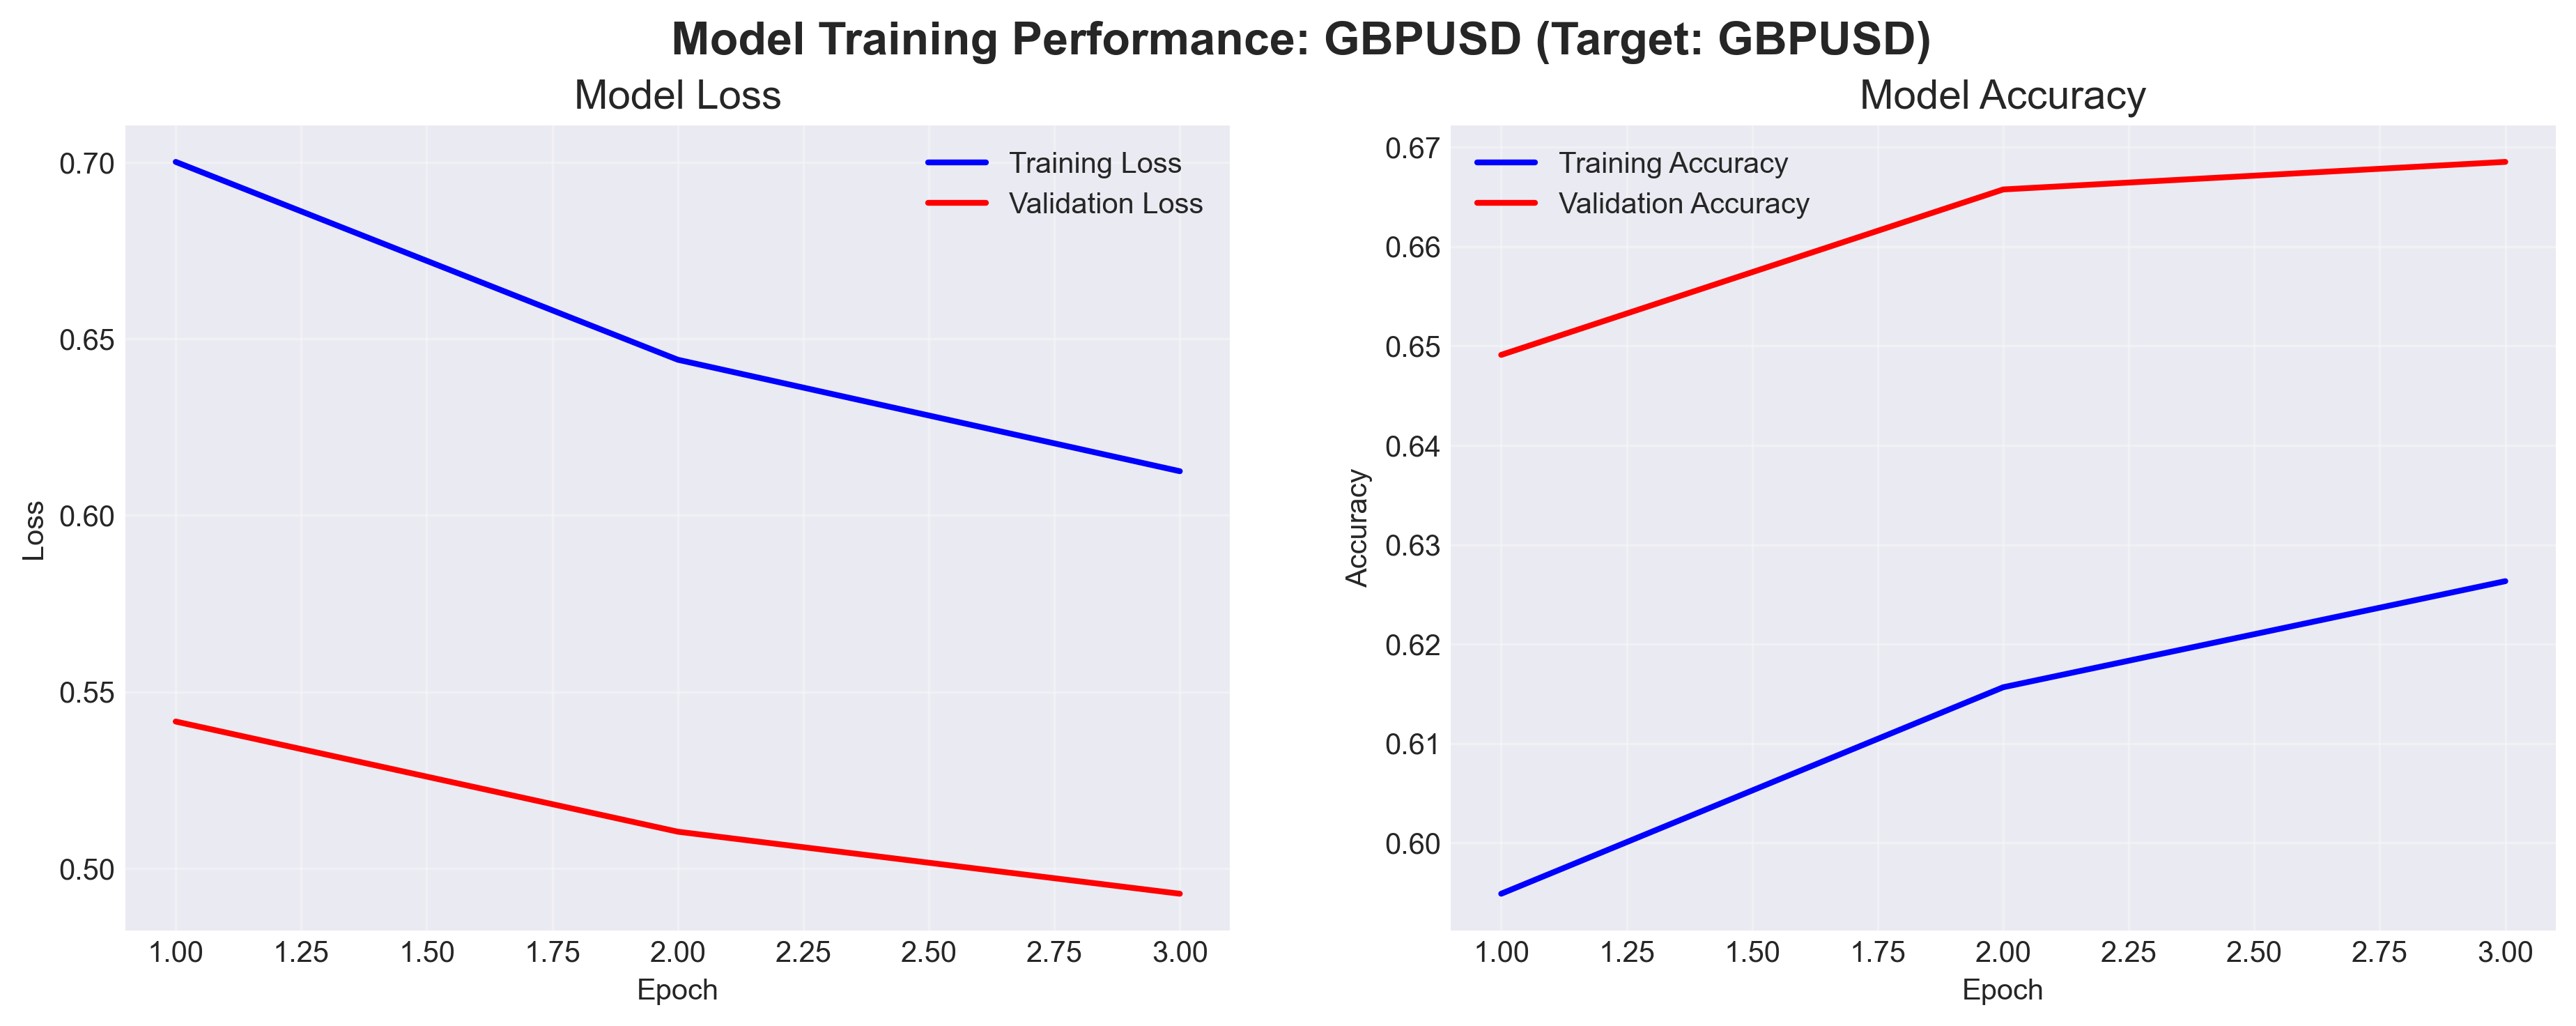 Model Training Performance: GBPUSD (Target: GBPUSD)
Model Loss
0.70
0.65
0.60
0.55
0.50
Loss
Training Loss
Validation Loss
1.00 1.25 1.50 1.75 2.00 2.25 2.50 2.75 3.00
Epoch
Model Accuracy
0.67
0.66
0.65
0.64
0.63
0.62
0.61
0.60
Accuracy
Training Accuracy
Validation Accuracy
1.00 1.25 1.50 1.75 2.00 2.25 2.50 2.75 3.00
Epoch